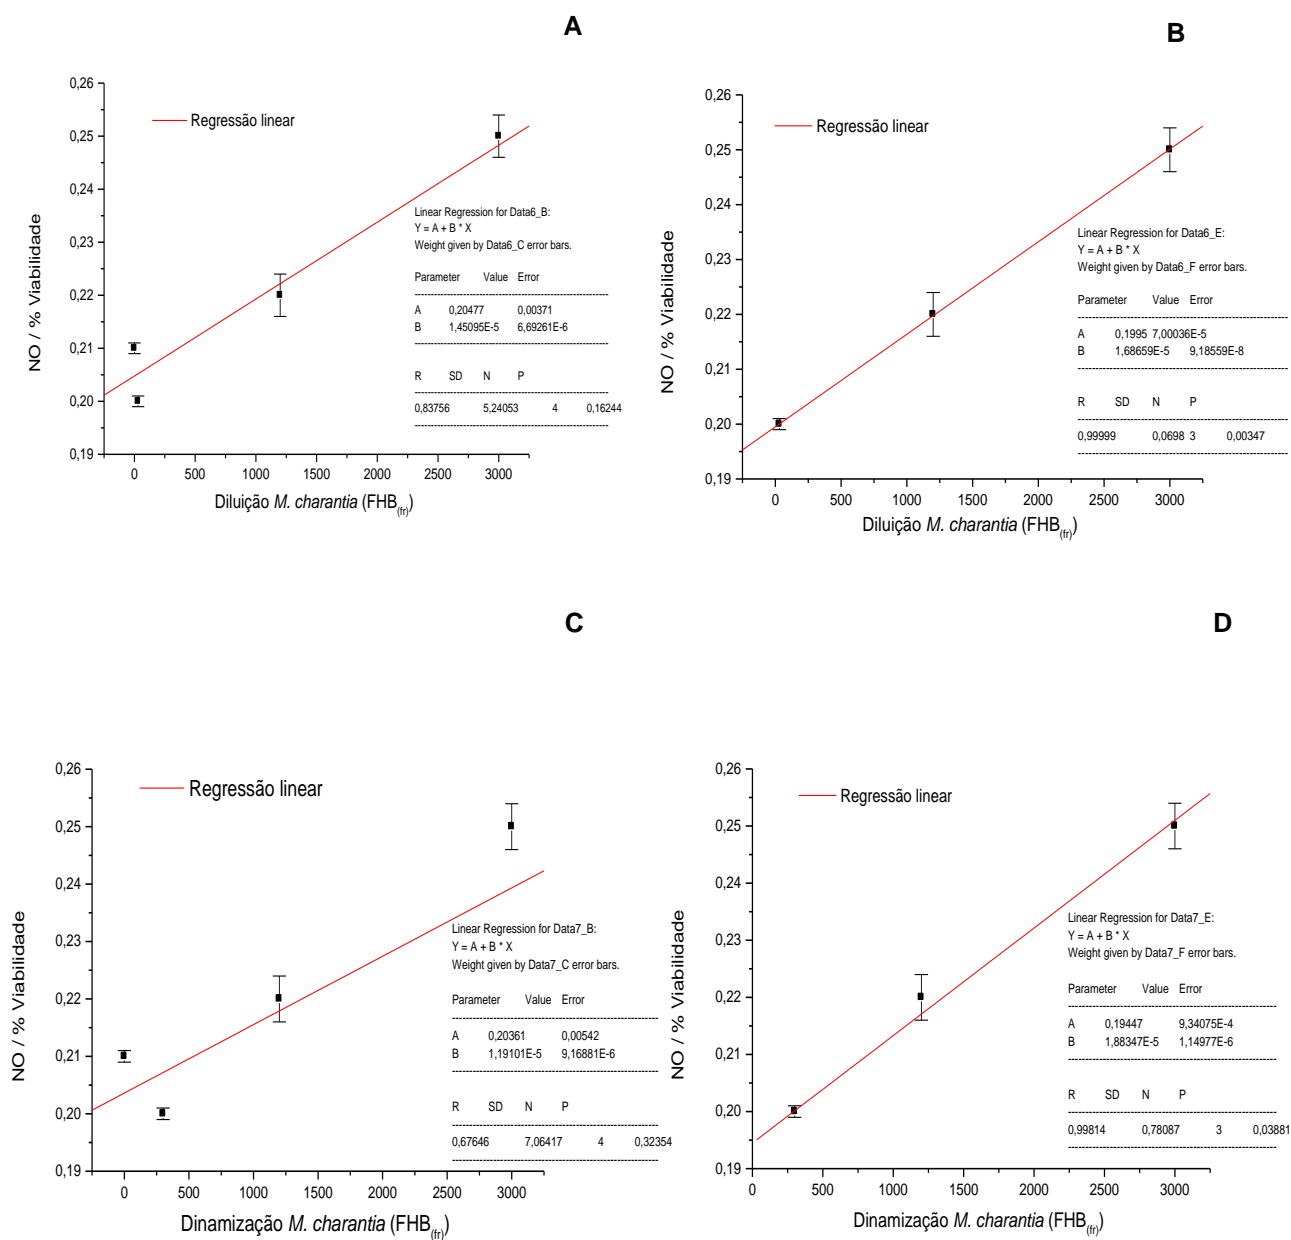 A
0,26
0,25
0,24
0,23
0,22
0,21
0,20
0,19
NO / % Viabilidade
Regressão linear
Linear Regression for Data6_B:
Y = A + B * X
Weight given by Data6_C error bars.
Parameter Value Error
------------------------------------------------------------
A 0,20477 0,00371
B 1,45095E-5 6,69261E-6
------------------------------------------------------------
R SD N P
------------------------------------------------------------
0,83756 5,24053 4 0,16244
------------------------------------------------------------
0 500 1000 1500 2000 2500 3000
Diluição M. charantia (FHB(fr))
B
0,26
0,25
0,24
0,23
0,22
0,21
0,20
0,19
NO / % Viabilidade
Regressão linear
Linear Regression for Data6_E:
Y = A + B * X
Weight given by Data6_F error bars.
Parameter Value Error
------------------------------------------------------------
A 0,1995 7,00036E-5
B 1,68659E-5 9,18559E-8
------------------------------------------------------------
R SD N P
------------------------------------------------------------
0,99999 0,0698 3 0,00347
------------------------------------------------------------
0 500 1000 1500 2000 2500 3000
Diluição M. charantia (FHB(fr))
C
0,26
0,25
0,24
0,23
0,22
0,21
0,20
0,19
NO / % Viabilidade
Regressão linear
Linear Regression for Data7_B:
Y = A + B * X
Weight given by Data7_C error bars.
Parameter Value Error
------------------------------------------------------------
A 0,20361 0,00542
B 1,19101E-5 9,16881E-6
------------------------------------------------------------
R SD N P
------------------------------------------------------------
0,67646 7,06417 4 0,32354
------------------------------------------------------------
0 500 1000 1500 2000 2500 3000
Dinamização M. charantia (FHB(fr))
D
0,26
0,25
0,24
0,23
0,22
0,21
0,20
0,19
NO / % Viabilidade
Regressão linear
Linear Regression for Data7_E:
Y = A + B * X
Weight given by Data7_F error bars.
Parameter Value Error
------------------------------------------------------------
A 0,19447 9,34075E-4
B 1,88347E-5 1,14977E-6
------------------------------------------------------------
R SD N P
------------------------------------------------------------
0,99814 0,78087 3 0,03881
------------------------------------------------------------
0 500 1000 1500 2000 2500 3000
Dinamização M. charantia (FHB(fr))